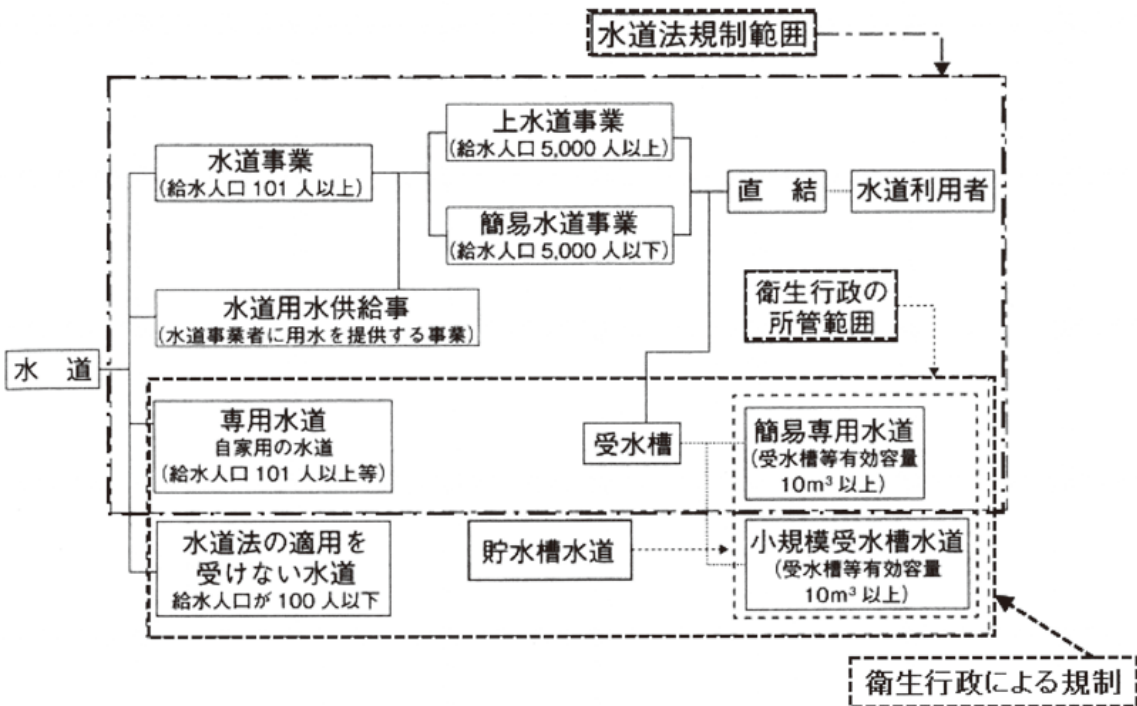 水道法規制範囲
上水道事業
(給水人口 5,000 人以上)
水道事業
(給水人口 101 人以上)
直 結
水道利用者
簡易水道事業
(給水人口 5,000 人以下)
衛生行政の
所管範囲
水道用水供給事
(水道事業者に用水を提供する事業)
水 道
専用水道
自家用の水道
(給水人口 101 人以上等)
受水槽
簡易専用水道
(受水槽等有効容量
10m³ 以上)
水道法の適用を
受けない水道
給水人口が 100 人以下
貯水槽水道
小規模受水槽水道
(受水槽等有効容量
10m³ 以上)
衛生行政による規制